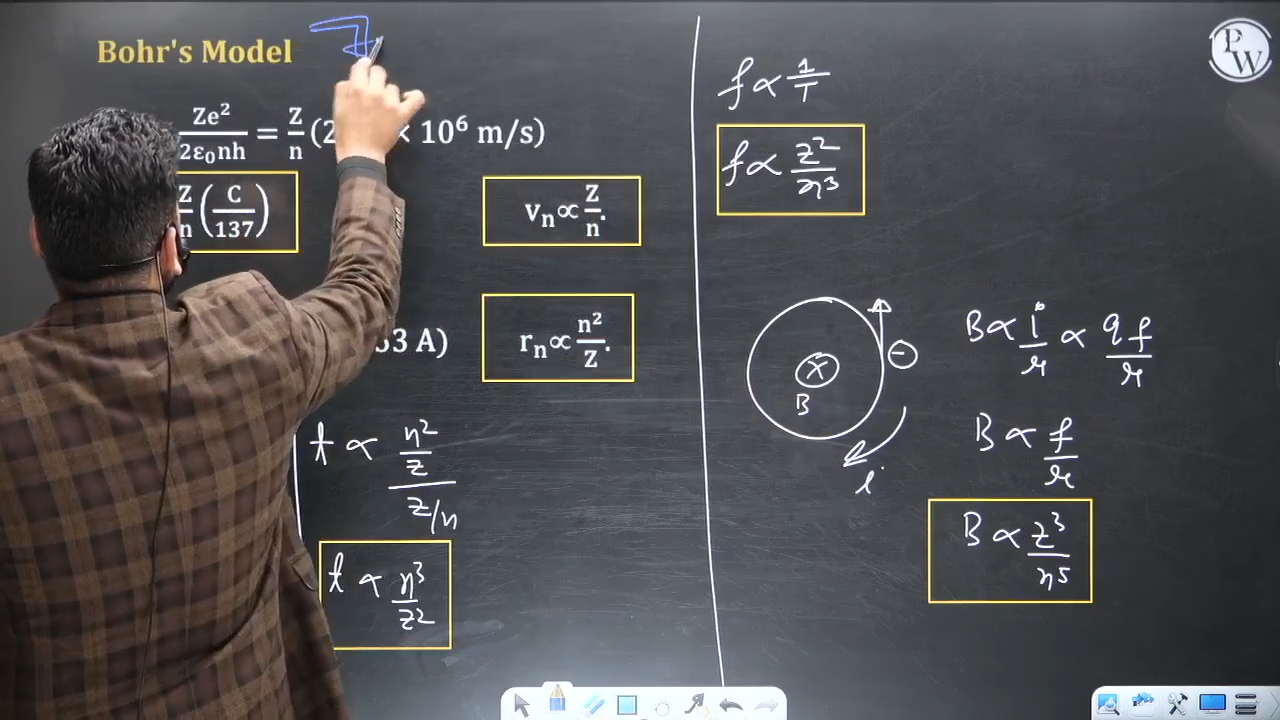 Bohr's Model
Ze² / 2ε₀nh = Z/n (2 × 10⁶ m/s)
Z/n (C/137)
vₙ∝ Z/n.
53 A)
rₙ∝ n²/Z.
t ∝ n²/z / z/n
t ∝ n³/z²
f ∝ 1/T
f ∝ z²/n³
B
i
B ∝ i/r ∝ qf/r
B ∝ f/r
B ∝ z³/n⁵
PW